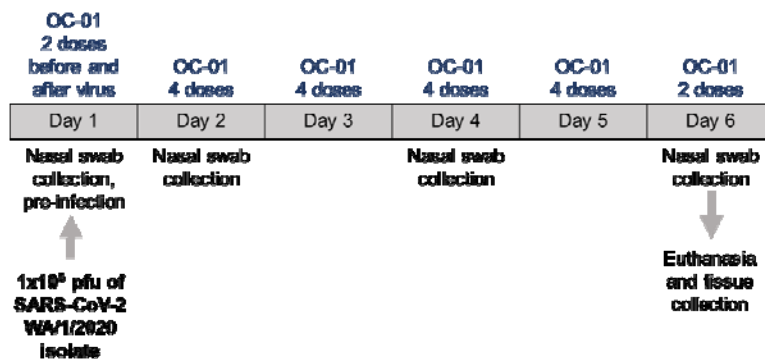 OC-01
2 doses
before and
after virus
OC-01
4 doses
OC-01
4 doses
OC-01
4 doses
OC-01
4 doses
OC-01
2 doses
Day 1
Day 2
Day 3
Day 4
Day 5
Day 6
Nasal swab
collection,
pre-infection
Nasal swab
collection
Nasal swab
collection
Nasal swab
collection
1x10⁵ pfu of
SARS-CoV-2
WA/1/2020
isolate
Euthanasia
and tissue
collection